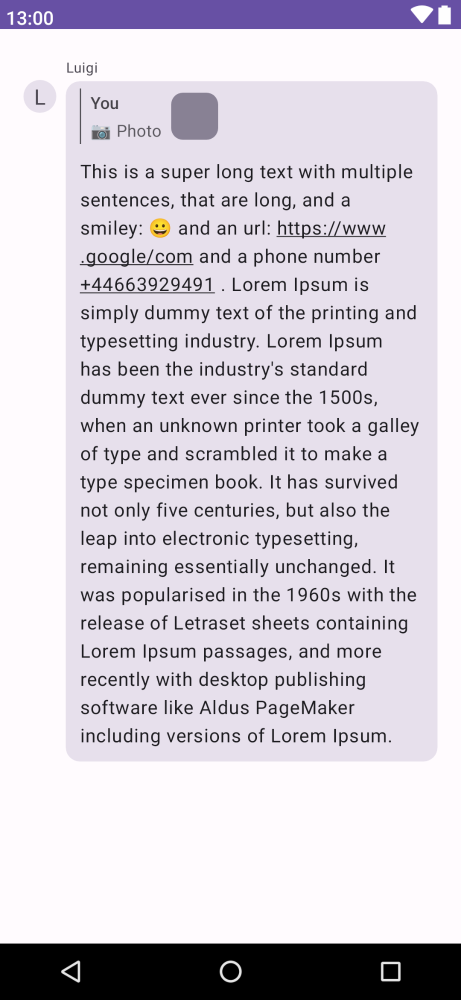 13:00
Luigi
L
You
📷 Photo
This is a super long text with multiple
sentences, that are long, and a
smiley: 😀 and an url: https://www
.google/com and a phone number
+44663929491 . Lorem Ipsum is
simply dummy text of the printing and
typesetting industry. Lorem Ipsum
has been the industry's standard
dummy text ever since the 1500s,
when an unknown printer took a galley
of type and scrambled it to make a
type specimen book. It has survived
not only five centuries, but also the
leap into electronic typesetting,
remaining essentially unchanged. It
was popularised in the 1960s with the
release of Letraset sheets containing
Lorem Ipsum passages, and more
recently with desktop publishing
software like Aldus PageMaker
including versions of Lorem Ipsum.